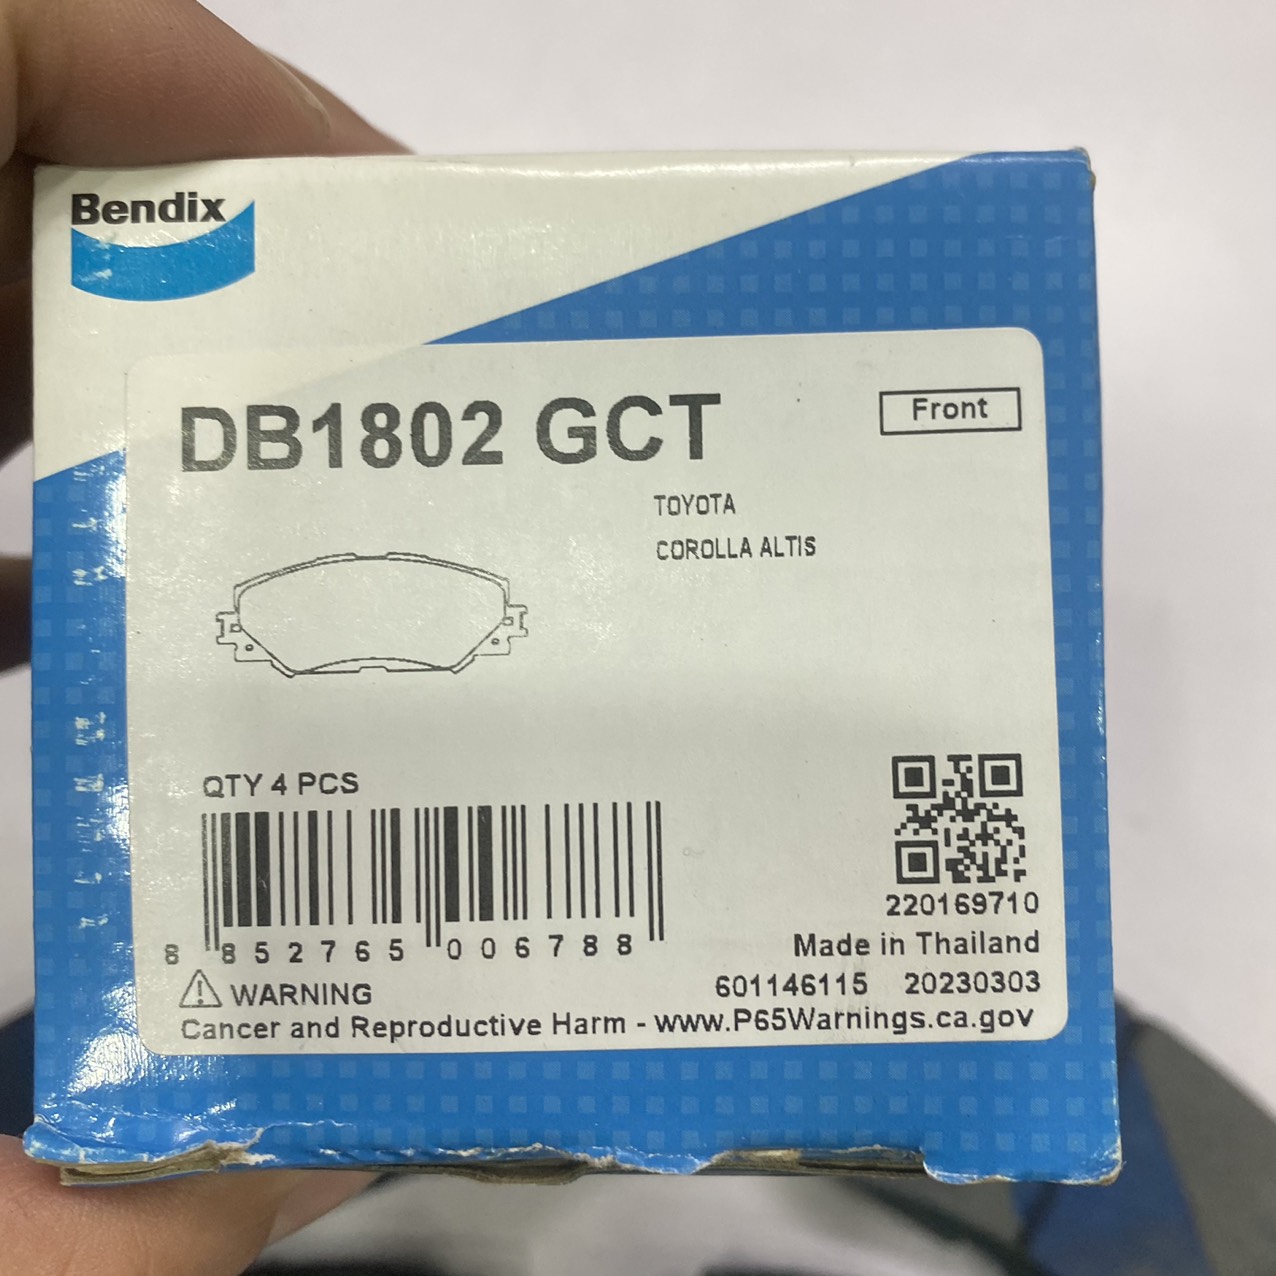 Bendix
DB1802 GCT
Front
TOYOTA
COROLLA ALTIS
QTY 4 PCS
8 852765 006788
220169710
Made in Thailand
601146115 20230303
WARNING
Cancer and Reproductive Harm - www.P65Warnings.ca.gov